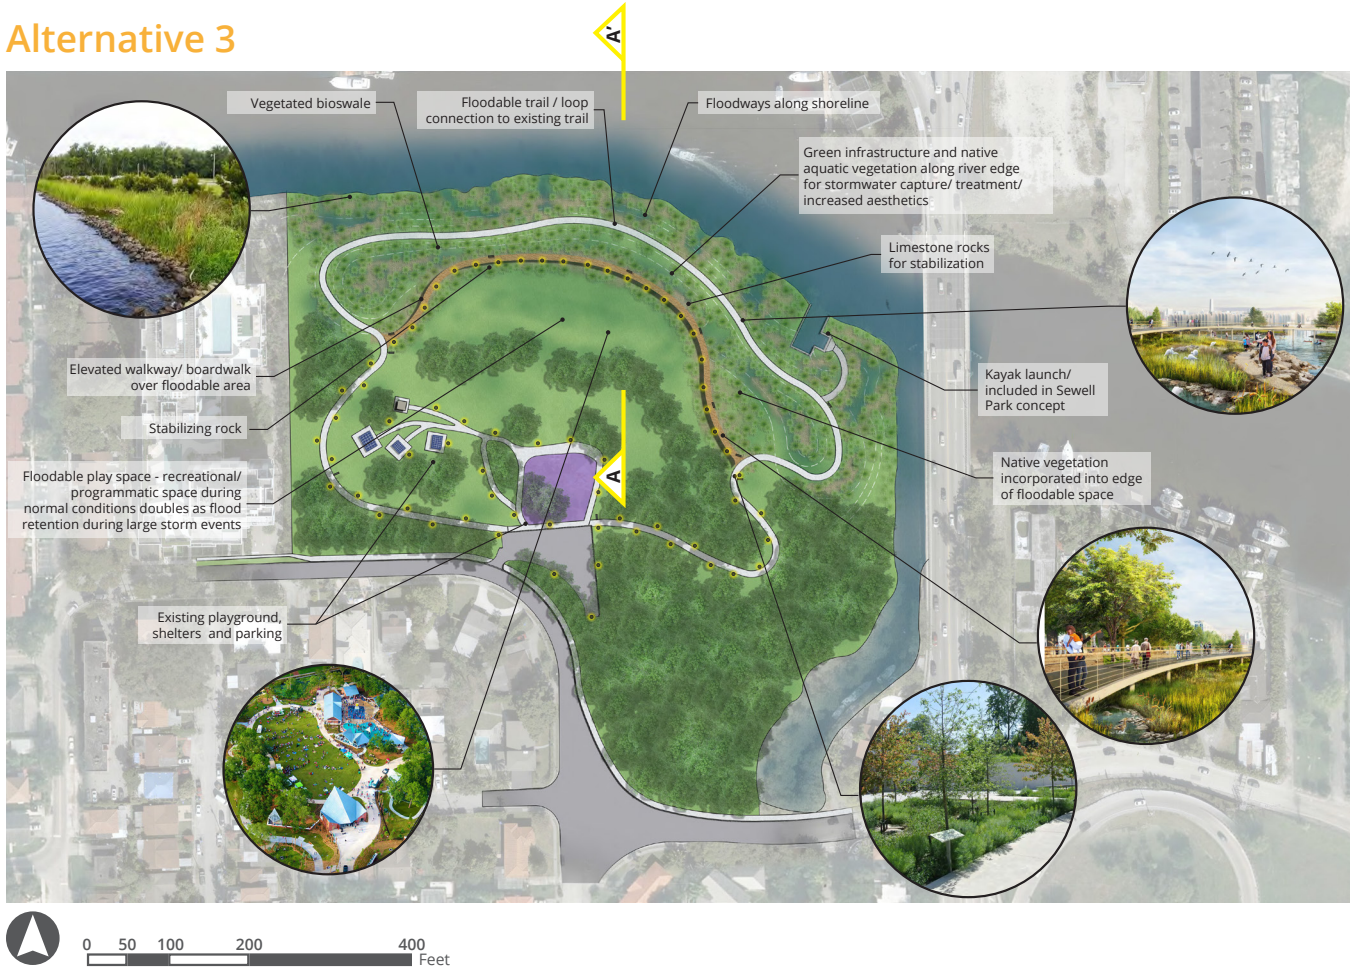 Alternative 3
A'
Vegetated bioswale
Floodable trail / loop
connection to existing trail
Floodways along shoreline
Green infrastructure and native
aquatic vegetation along river edge
for stormwater capture/ treatment/
increased aesthetics
Limestone rocks
for stabilization
Elevated walkway/ boardwalk
over floodable area
Kayak launch/
included in Sewell
Park concept
Stabilizing rock
Native vegetation
incorporated into edge
of floodable space
Floodable play space - recreational/
programmatic space during
normal conditions doubles as flood
retention during large storm events
A
Existing playground,
shelters and parking
0 50 100 200 400
Feet